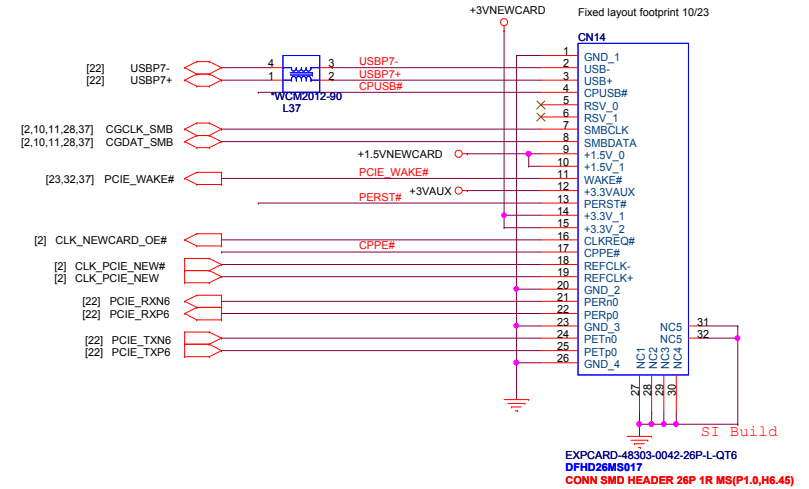 +3VNEWCARD
Fixed layout footprint 10/23
CN14
[22] USBP7- 4 3 USBP7-
[22] USBP7+ 1 2 USBP7+
CPUSB#
*WCM2012-90
L37
1 GND_1
2 USB-
3 USB+
4 CPUSB#
5 RSV_0
6 RSV_1
[2,10,11,28,37] CGCLK_SMB 7 SMBCLK
[2,10,11,28,37] CGDAT_SMB 8 SMBDATA
+1.5VNEWCARD 9 +1.5V_0
10 +1.5V_1
[23,32,37] PCIE_WAKE# PCIE_WAKE# 11 WAKE#
+3VAUX 12 +3.3VAUX
PERST# 13 PERST#
14 +3.3V_1
15 +3.3V_2
[2] CLK_NEWCARD_OE# 16 CLKREQ#
CPPE# 17 CPPE#
[2] CLK_PCIE_NEW# 18 REFCLK-
[2] CLK_PCIE_NEW 19 REFCLK+
20 GND_2
[22] PCIE_RXN6 21 PERn0
[22] PCIE_RXP6 22 PERp0
23 GND_3
[22] PCIE_TXN6 24 PETn0
[22] PCIE_TXP6 25 PETp0
26 GND_4
NC5 31
NC5 32
NC1 NC2 NC3 NC4
27 28 29 30
SI Build
EXPCARD-48303-0042-26P-L-QT6
DFHD26MS017
CONN SMD HEADER 26P 1R MS(P1.0,H6.45)